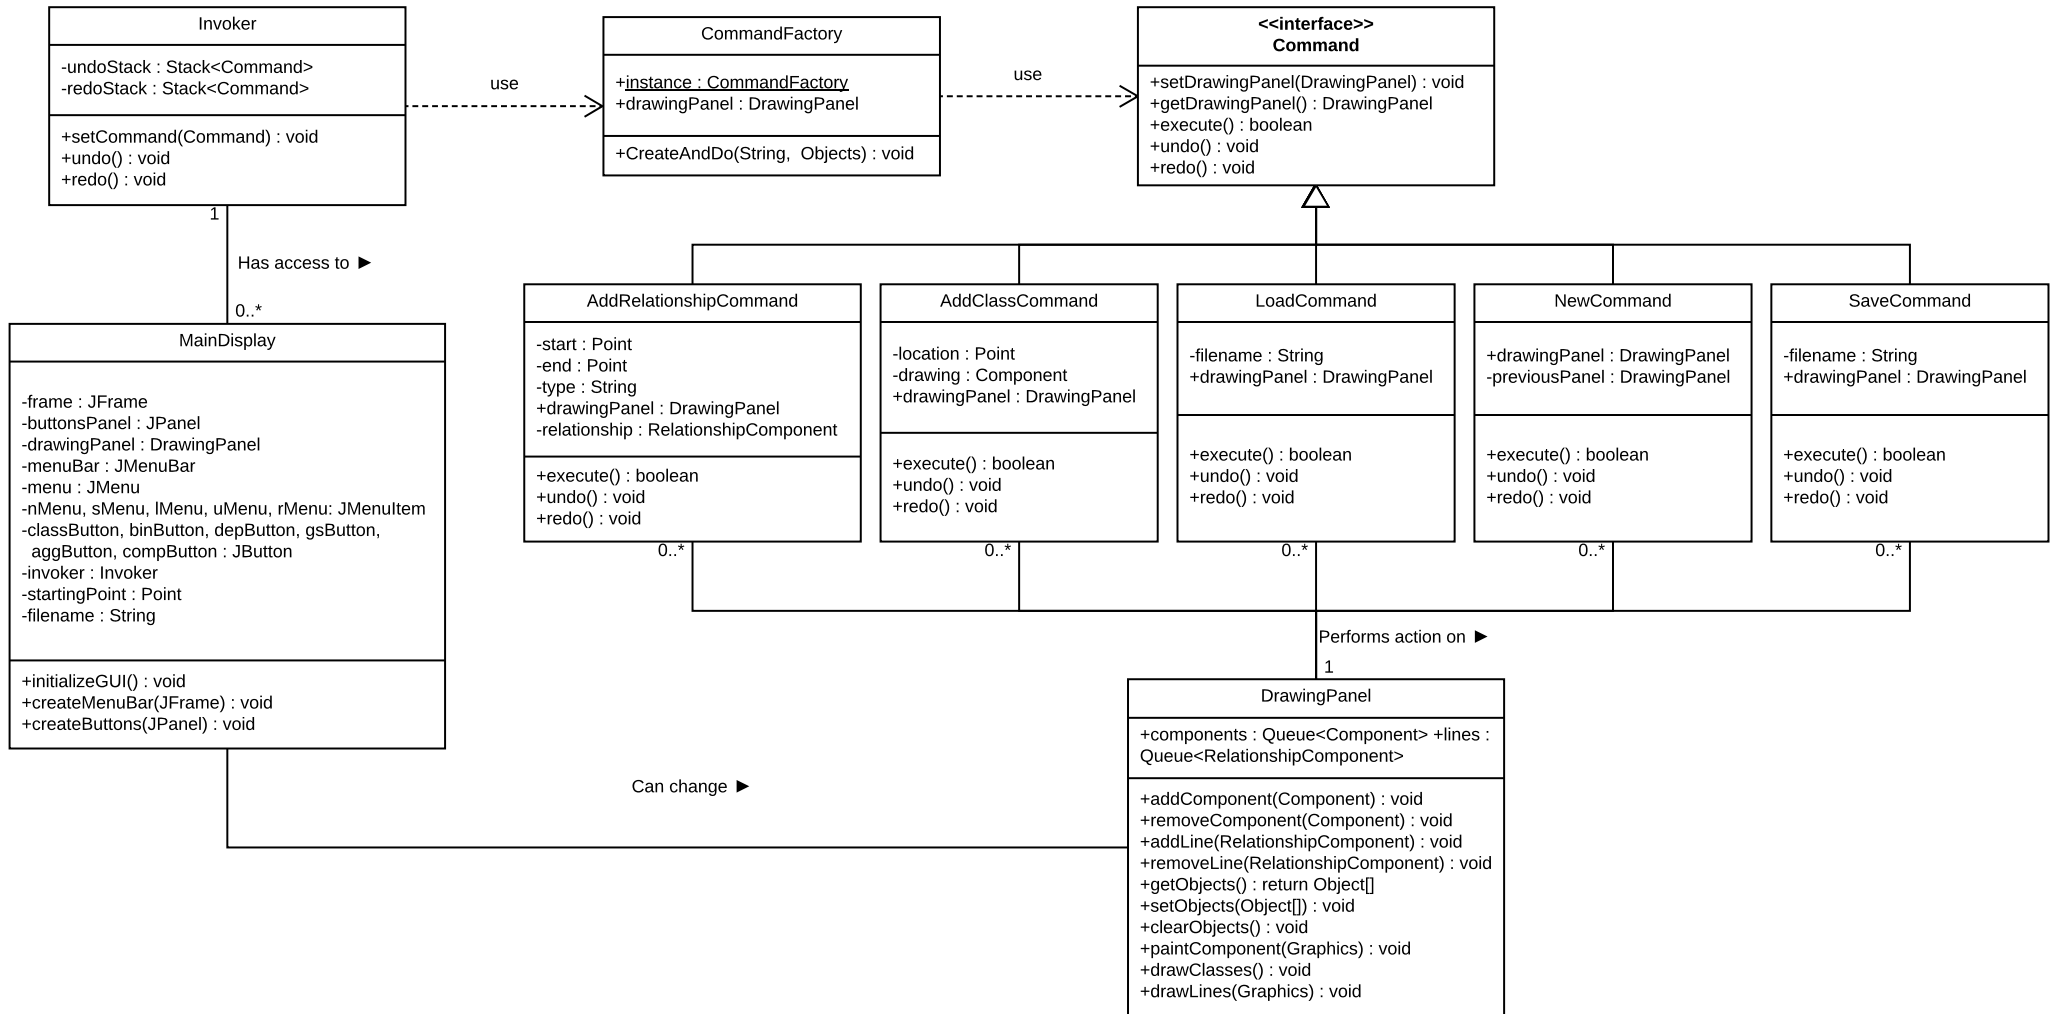 Invoker
-undoStack : Stack<Command>
-redoStack : Stack<Command>
+setCommand(Command) : void
+undo() : void
+redo() : void
use
CommandFactory
+instance : CommandFactory
+drawingPanel : DrawingPanel
+CreateAndDo(String,  Objects) : void
use
<<interface>>
Command
+setDrawingPanel(DrawingPanel) : void
+getDrawingPanel() : DrawingPanel
+execute() : boolean
+undo() : void
+redo() : void
1
Has access to ►
0..*
MainDisplay
-frame : JFrame
-buttonsPanel : JPanel
-drawingPanel : DrawingPanel
-menuBar : JMenuBar
-menu : JMenu
-nMenu, sMenu, lMenu, uMenu, rMenu: JMenuItem
-classButton, binButton, depButton, gsButton,
aggButton, compButton : JButton
-invoker : Invoker
-startingPoint : Point
-filename : String
+initializeGUI() : void
+createMenuBar(JFrame) : void
+createButtons(JPanel) : void
AddRelationshipCommand
-start : Point
-end : Point
-type : String
+drawingPanel : DrawingPanel
-relationship : RelationshipComponent
+execute() : boolean
+undo() : void
+redo() : void
0..*
AddClassCommand
-location : Point
-drawing : Component
+drawingPanel : DrawingPanel
+execute() : boolean
+undo() : void
+redo() : void
0..*
LoadCommand
-filename : String
+drawingPanel : DrawingPanel
+execute() : boolean
+undo() : void
+redo() : void
0..*
NewCommand
+drawingPanel : DrawingPanel
-previousPanel : DrawingPanel
+execute() : boolean
+undo() : void
+redo() : void
0..*
SaveCommand
-filename : String
+drawingPanel : DrawingPanel
+execute() : boolean
+undo() : void
+redo() : void
0..*
Performs action on ►
1
Can change ►
DrawingPanel
+components : Queue<Component> +lines :
Queue<RelationshipComponent>
+addComponent(Component) : void
+removeComponent(Component) : void
+addLine(RelationshipComponent) : void
+removeLine(RelationshipComponent) : void
+getObjects() : return Object[]
+setObjects(Object[]) : void
+clearObjects() : void
+paintComponent(Graphics) : void
+drawClasses() : void
+drawLines(Graphics) : void